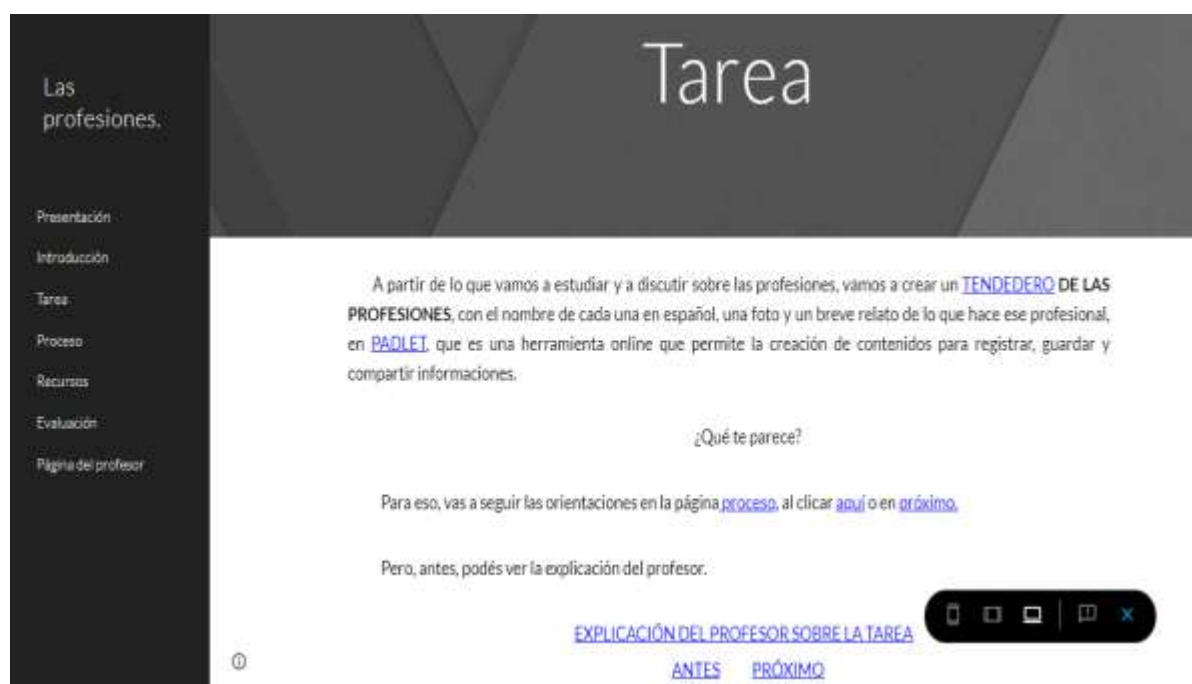 Las
profesiones.
Presentación
Introducción
Tarea
Proceso
Recursos
Evaluación
Página del profesor
Tarea
A partir de lo que vamos a estudiar y a discutir sobre las profesiones, vamos a crear un TENDEDERO DE LAS
PROFESIONES, con el nombre de cada una en español, una foto y un breve relato de lo que hace ese profesional,
en PADLET, que es una herramienta online que permite la creación de contenidos para registrar, guardar y
compartir informaciones.
¿Qué te parece?
Para eso, vas a seguir las orientaciones en la página proceso, al clicar aquí o en próximo.
Pero, antes, podés ver la explicación del profesor.
EXPLICACIÓN DEL PROFESOR SOBRE LA TAREA
ANTES PRÓXIMO